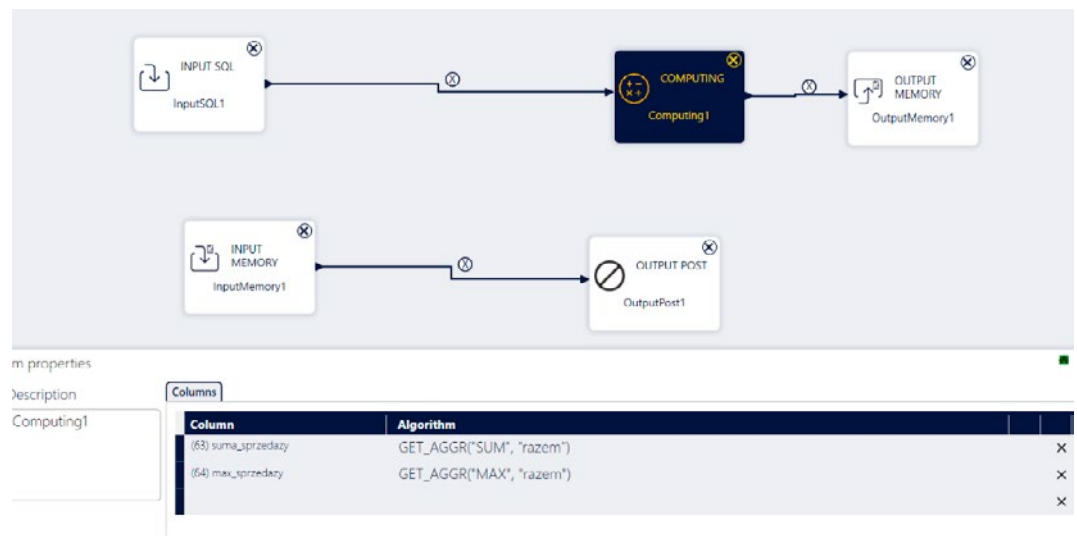 INPUT SQL
InputSQL1
COMPUTING
Computing1
OUTPUT
MEMORY
OutputMemory1
INPUT
MEMORY
InputMemory1
OUTPUT POST
OutputPost1
m properties
Description
Columns
Computing1
Column Algorithm
(63) suma_sprzedazy GET_AGGR("SUM", "razem")
(64) max_sprzedazy GET_AGGR("MAX", "razem")